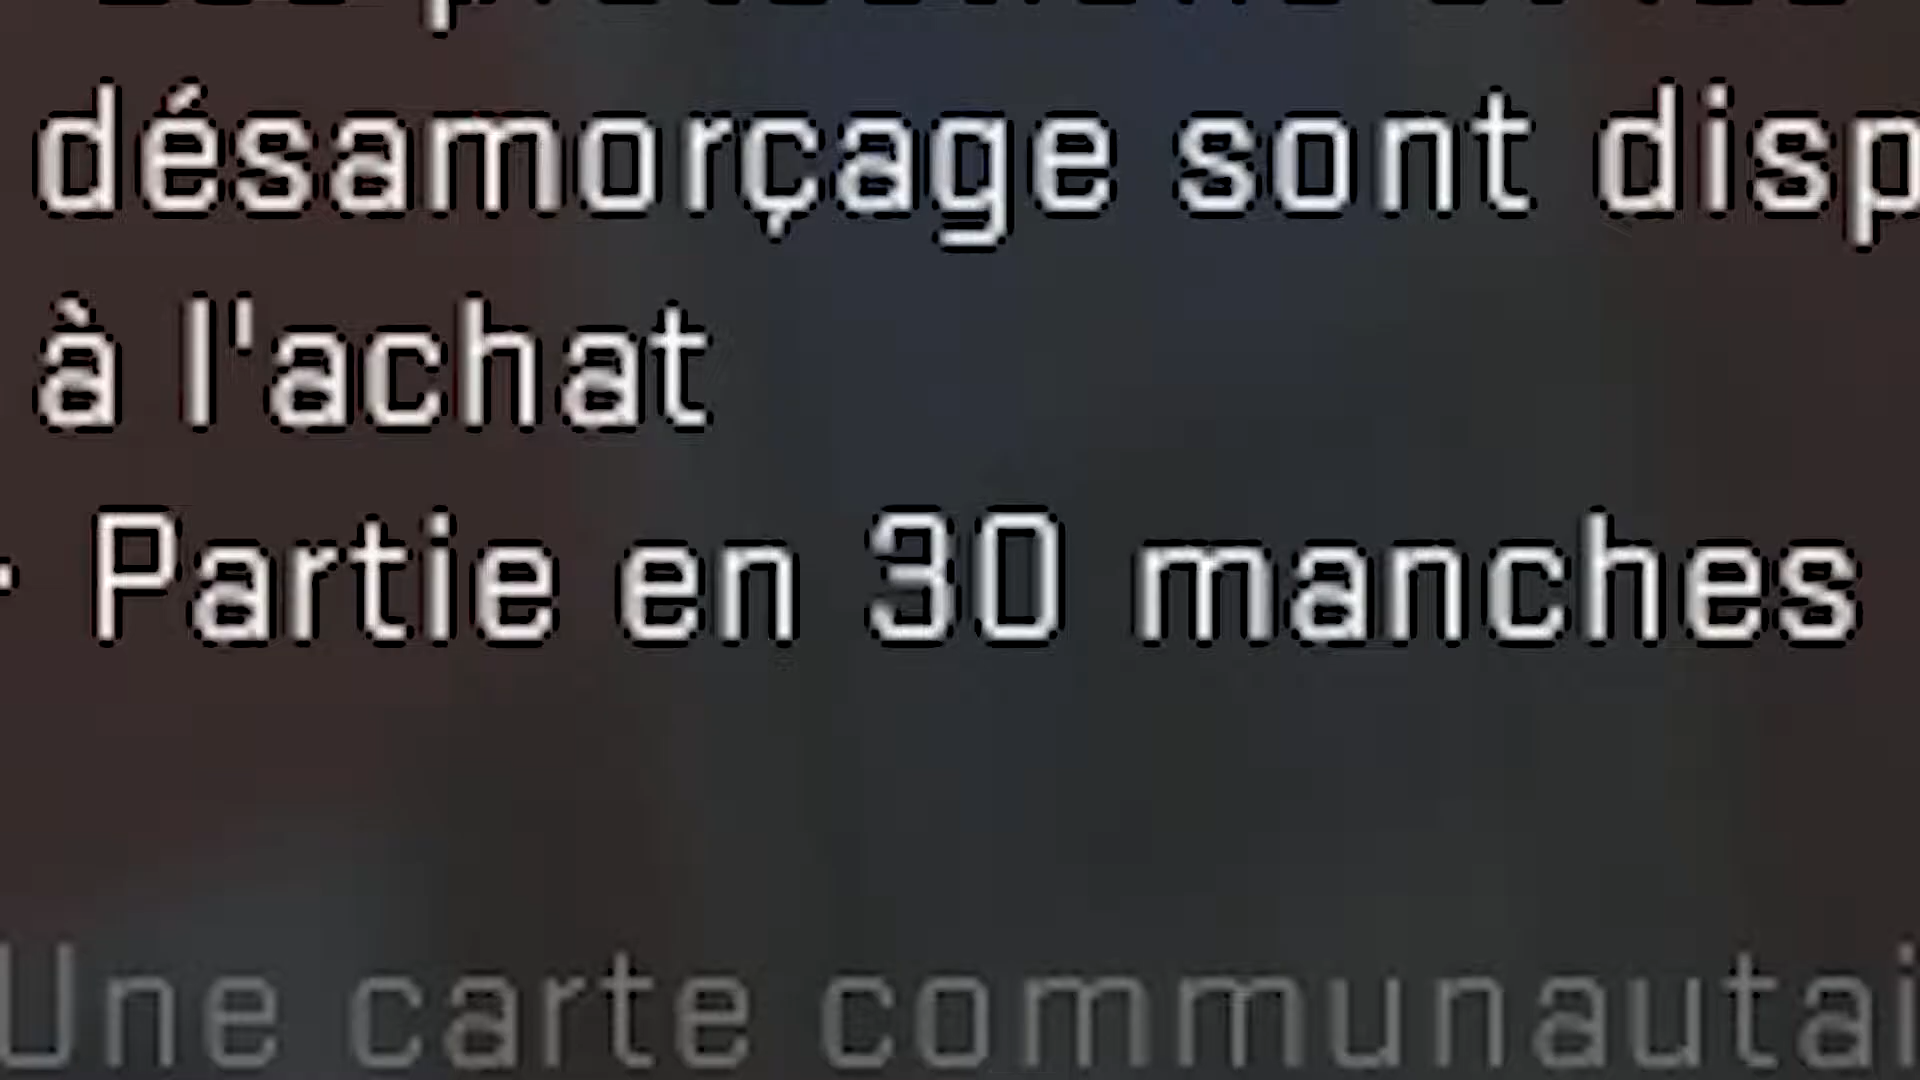 désamorçage sont disp
à l'achat
· Partie en 30 manches
Une carte communautai